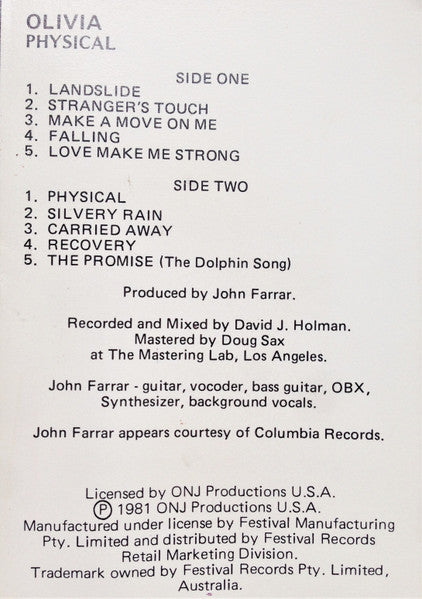 OLIVIA
PHYSICAL
SIDE ONE
1. LANDSLIDE
2. STRANGER'S TOUCH
3. MAKE A MOVE ON ME
4. FALLING
5. LOVE MAKE ME STRONG
SIDE TWO
1. PHYSICAL
2. SILVERY RAIN
3. CARRIED AWAY
4. RECOVERY
5. THE PROMISE (The Dolphin Song)
Produced by John Farrar.
Recorded and Mixed by David J. Holman.
Mastered by Doug Sax
at The Mastering Lab, Los Angeles.
John Farrar - guitar, vocoder, bass guitar, OBX,
Synthesizer, background vocals.
John Farrar appears courtesy of Columbia Records.
Licensed by ONJ Productions U.S.A.
Ⓟ 1981 ONJ Productions U.S.A.
Manufactured under license by Festival Manufacturing
Pty. Limited and distributed by Festival Records
Retail Marketing Division.
Trademark owned by Festival Records Pty. Limited,
Australia.